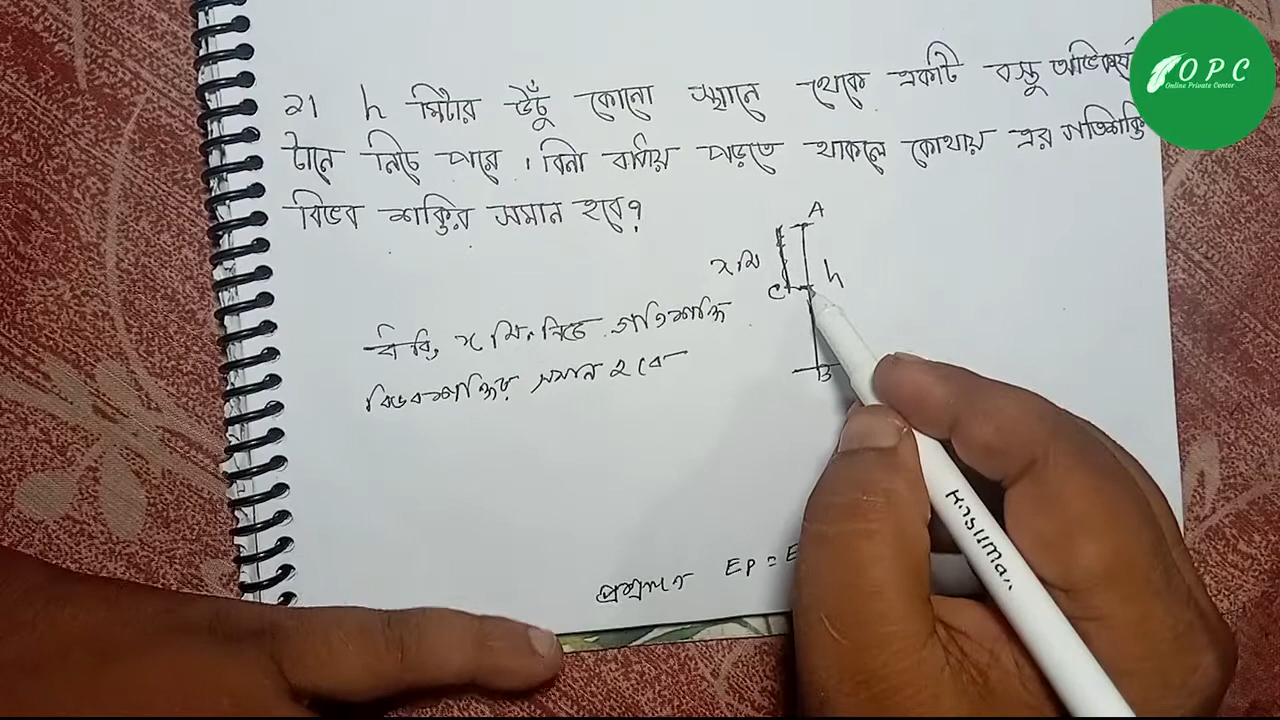 ২। h মিটার উঁচু কোনো স্থান থেকে একটি বস্তু অভিকর্ষ
টানে নিচে পরে। বিনা বাধায় পড়তে থাকলে কোথায় এর গতিশক্তি
বিভব শক্তির সমান হবে?
A
x মি
h
C
ধরি, x মি. নিচে গতিশক্তি
বিভবশক্তির সমান হবে
B
প্রশ্নমতে Ep = E
OPC
Online Private Center